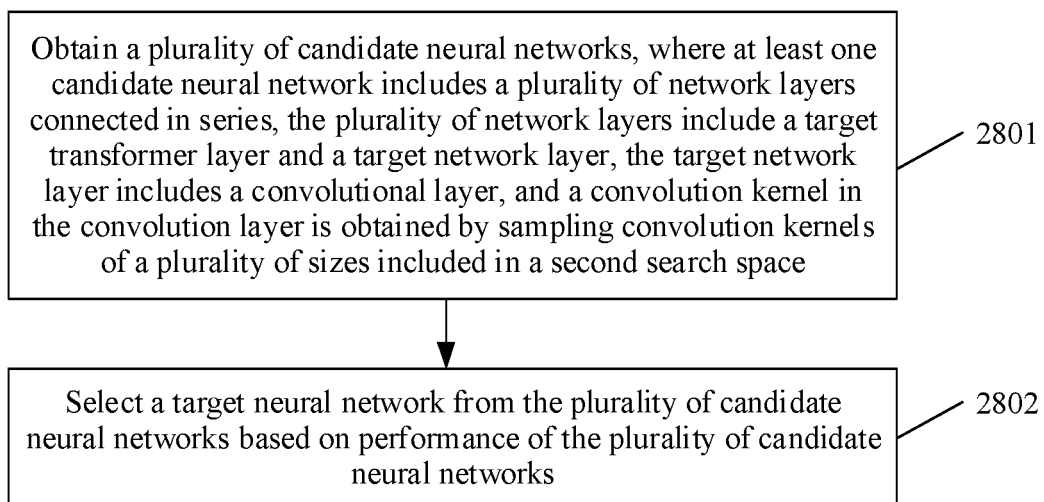 Obtain a plurality of candidate neural networks, where at least one
candidate neural network includes a plurality of network layers
connected in series, the plurality of network layers include a target
transformer layer and a target network layer, the target network
layer includes a convolutional layer, and a convolution kernel in
the convolution layer is obtained by sampling convolution kernels
of a plurality of sizes included in a second search space
2801
Select a target neural network from the plurality of candidate
neural networks based on performance of the plurality of candidate
neural networks
2802